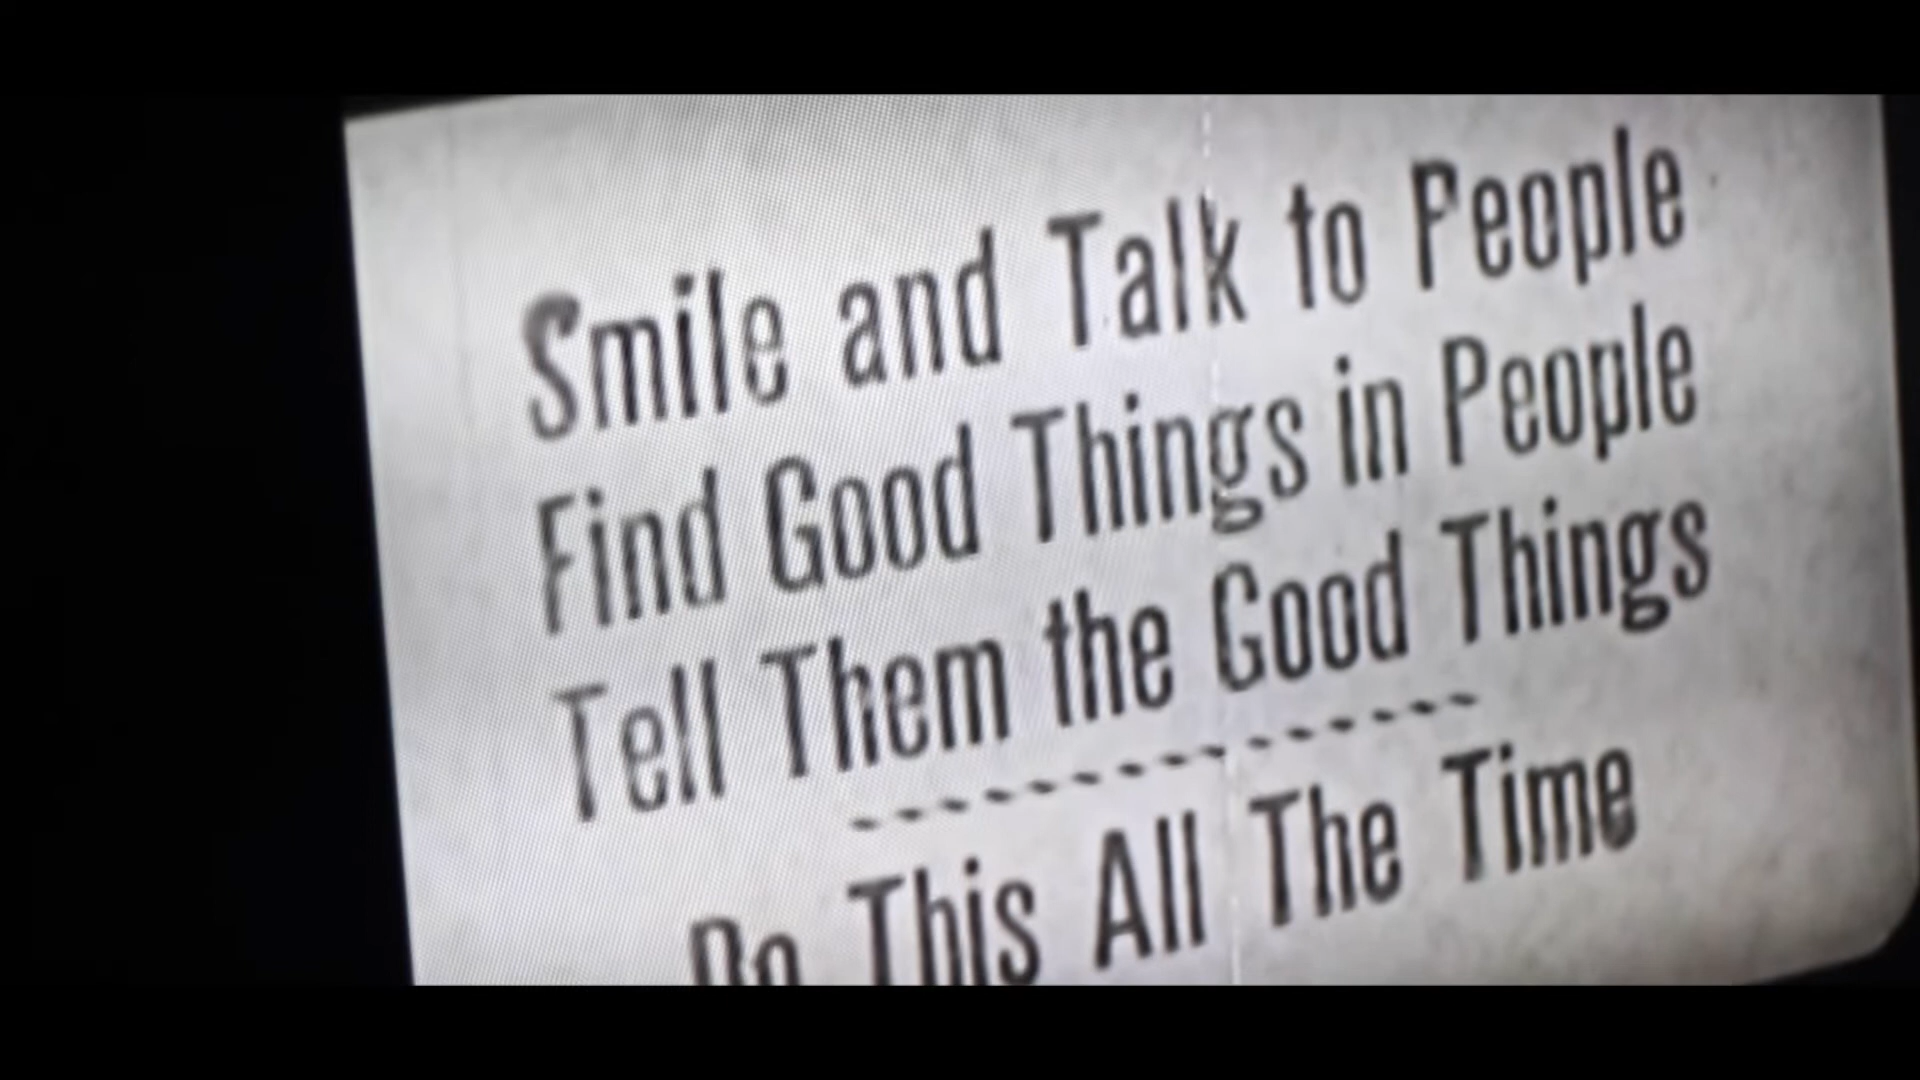 Smile and Talk to People
Find Good Things in People
Tell Them the Good Things
Do This All The Time